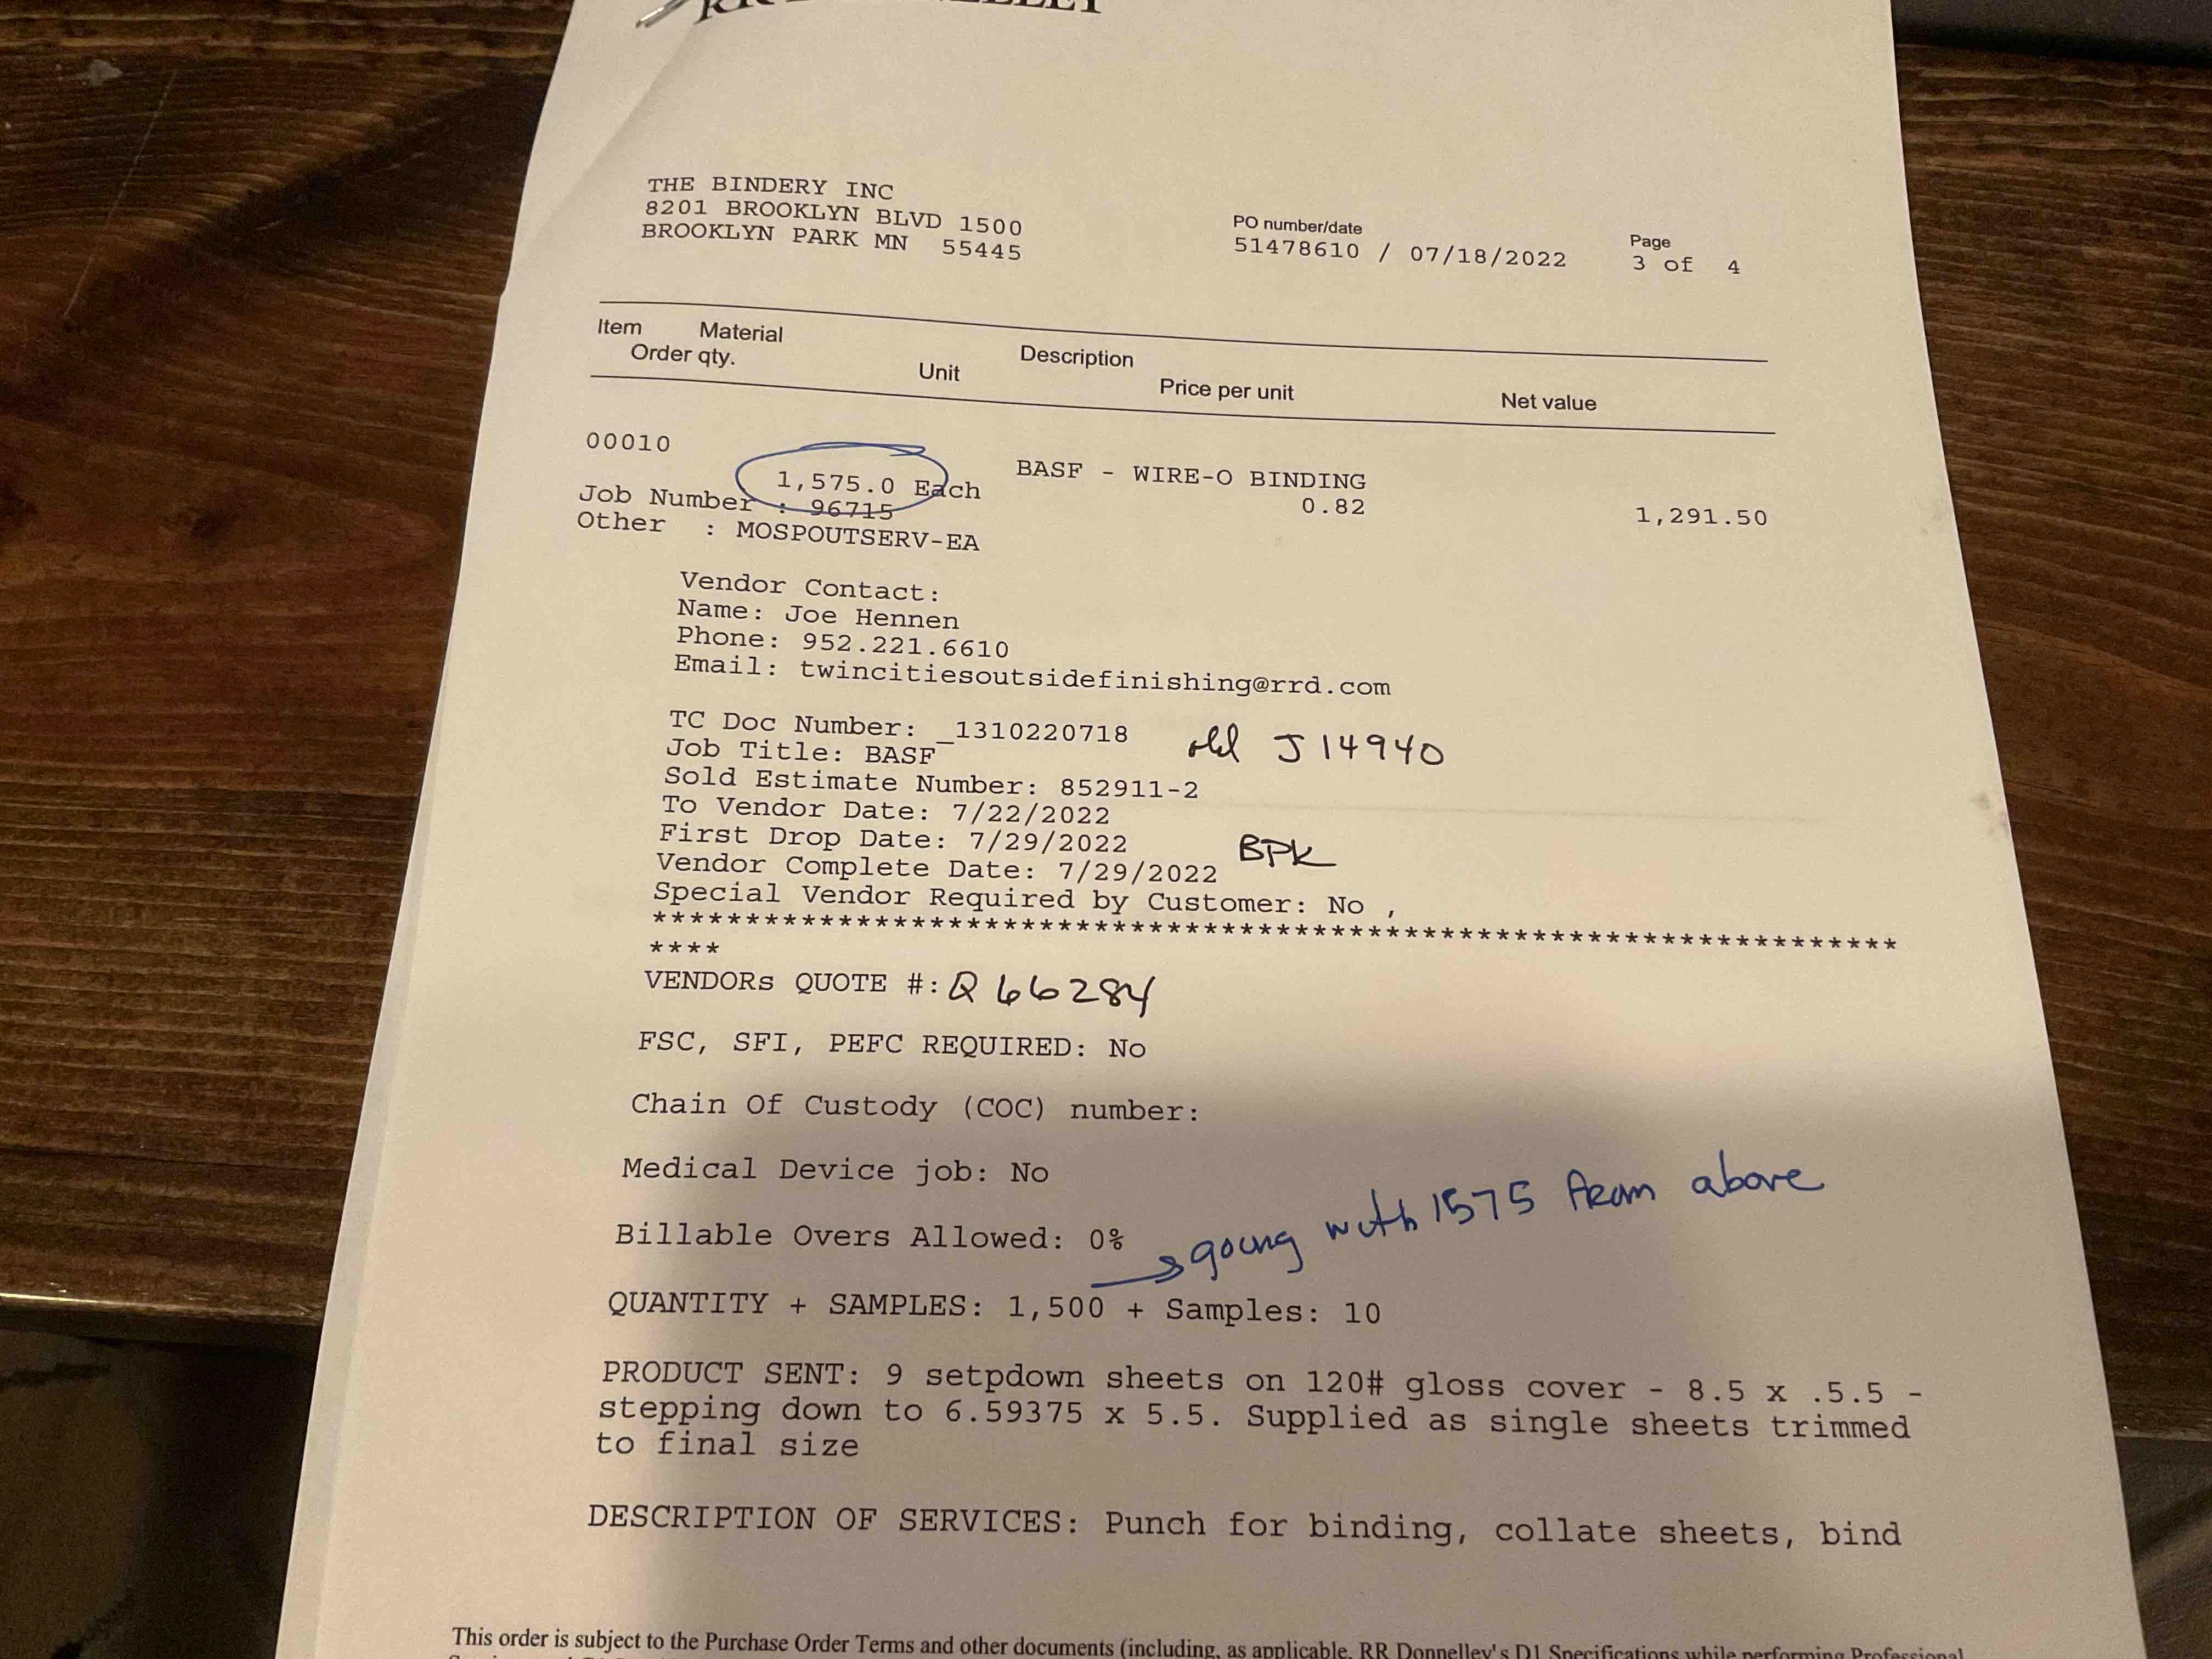 RR DONNELLEY
THE BINDERY INC
8201 BROOKLYN BLVD 1500
BROOKLYN PARK MN 55445
PO number/date
51478610 / 07/18/2022
Page
3 of 4
Item Material Description
Order qty. Unit Price per unit Net value
00010 BASF - WIRE-O BINDING
1,575.0 Each 0.82 1,291.50
Job Number : 96715
Other : MOSPOUTSERV-EA
Vendor Contact:
Name: Joe Hennen
Phone: 952.221.6610
Email: twincitiesoutsidefinishing@rrd.com
TC Doc Number: _1310220718
old J14940
Job Title: BASF
Sold Estimate Number: 852911-2
To Vendor Date: 7/22/2022
First Drop Date: 7/29/2022
BPK
Vendor Complete Date: 7/29/2022
Special Vendor Required by Customer: No ,
**********************************************************************
****
VENDORs QUOTE #: Q66284
FSC, SFI, PEFC REQUIRED: No
Chain Of Custody (COC) number:
Medical Device job: No
Billable Overs Allowed: 0%
going with 1575 from above
QUANTITY + SAMPLES: 1,500 + Samples: 10
PRODUCT SENT: 9 setpdown sheets on 120# gloss cover - 8.5 x .5.5 -
stepping down to 6.59375 x 5.5. Supplied as single sheets trimmed
to final size
DESCRIPTION OF SERVICES: Punch for binding, collate sheets, bind
This order is subject to the Purchase Order Terms and other documents (including, as applicable, RR Donnelley's D1 Specifications while performing Professional